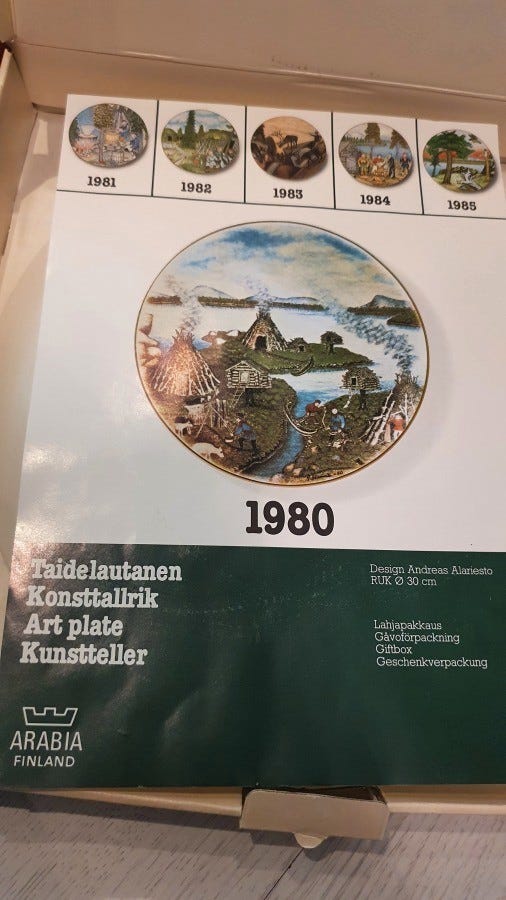 1981
1982
1983
1984
1985
1980
Taidelautanen
Konsttallrik
Art plate
Kunstteller
Design Andreas Alariesto
RUK Ø 30 cm
Lahjapakkaus
Gåvoförpackning
Giftbox
Geschenkverpackung
ARABIA
FINLAND